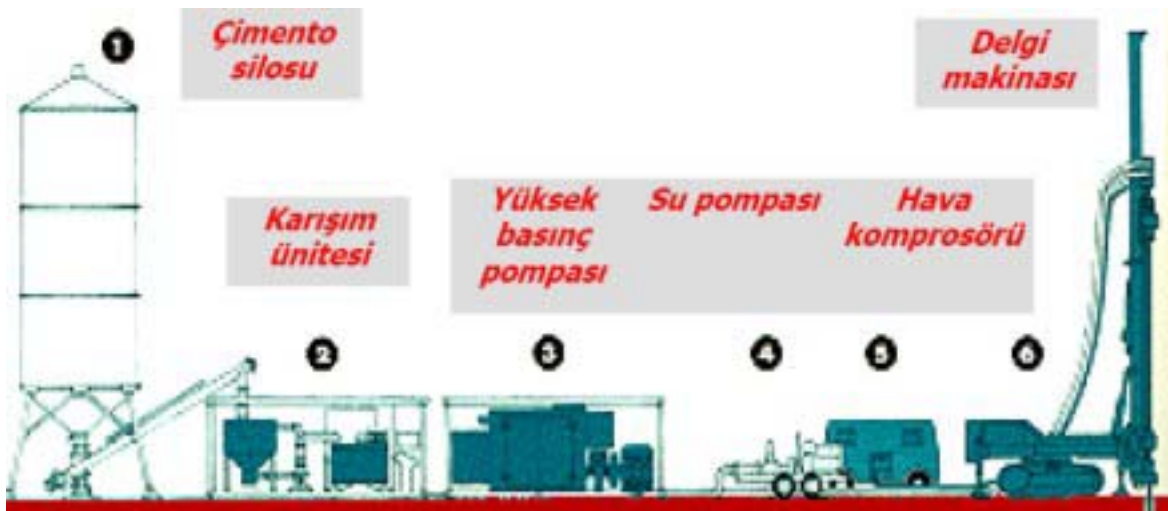 1
Çimento
silosu
Delgi
makinası
Karışım
ünitesi
Yüksek
basınç
pompası
Su pompası
Hava
komprosörü
2
3
4
5
6